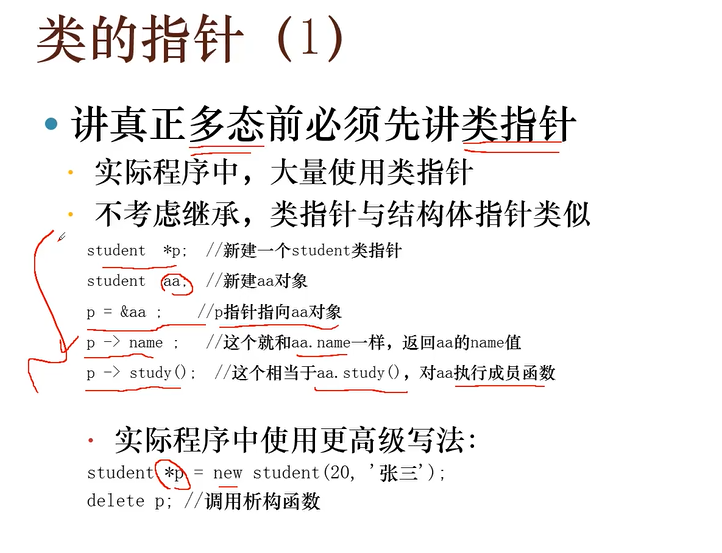 类的指针（1）
• 讲真正多态前必须先讲类指针
• 实际程序中，大量使用类指针
• 不考虑继承，类指针与结构体指针类似
student *p; //新建一个student类指针
student aa; //新建aa对象
p = &aa ; //p指针指向aa对象
p -> name ; //这个就和aa.name一样，返回aa的name值
p -> study(); //这个相当于aa.study()，对aa执行成员函数
• 实际程序中使用更高级写法：
student *p = new student(20, '张三');
delete p; //调用析构函数